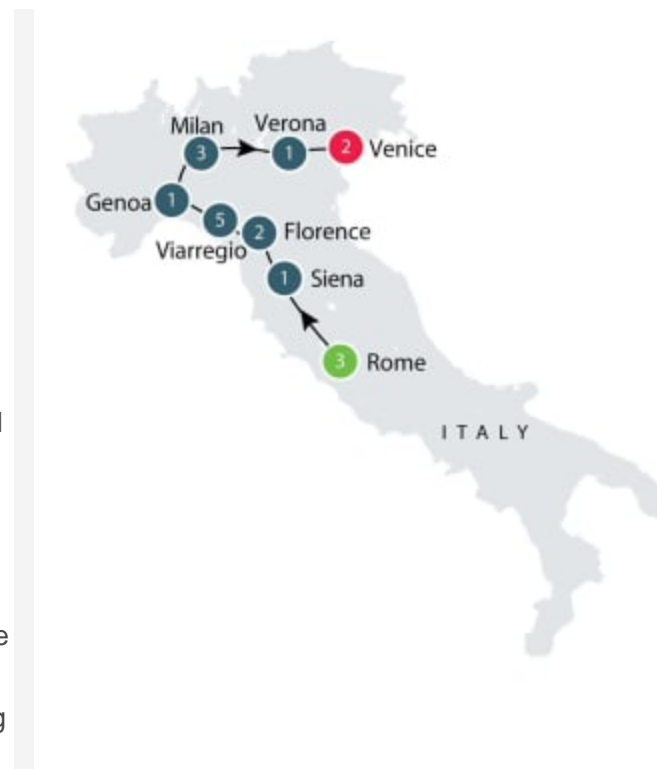 Milan
Verona
3
1
2
Venice
Genoa
1
5
Viarregio
2
Florence
1
Siena
3
Rome
ITALY
e
g